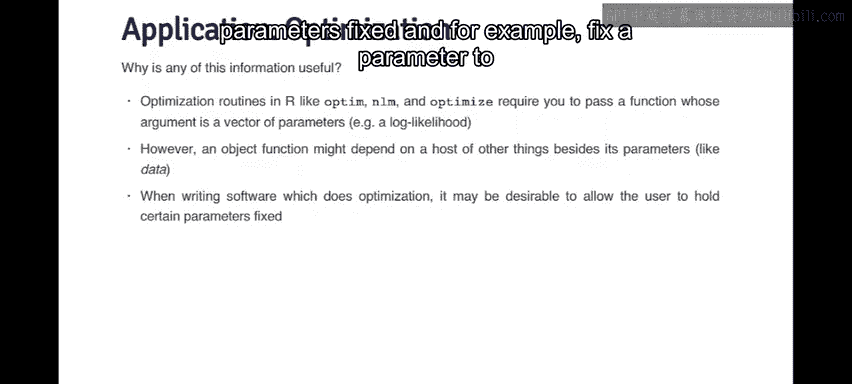 Application: Optimization
parameters fixed and for example, fix a
parameter to
Why is any of this information useful?
· Optimization routines in R like optim, nlm, and optimize require you to pass a function whose
argument is a vector of parameters (e.g. a log-likelihood)
· However, an object function might depend on a host of other things besides its parameters (like
data)
· When writing software which does optimization, it may be desirable to allow the user to hold
certain parameters fixed